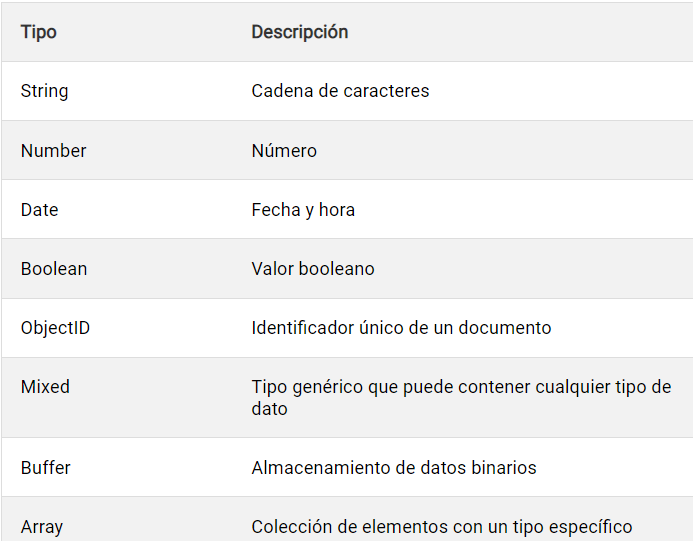 Tipo Descripción
String Cadena de caracteres
Number Número
Date Fecha y hora
Boolean Valor booleano
ObjectID Identificador único de un documento
Mixed Tipo genérico que puede contener cualquier tipo de
dato
Buffer Almacenamiento de datos binarios
Array Colección de elementos con un tipo específico